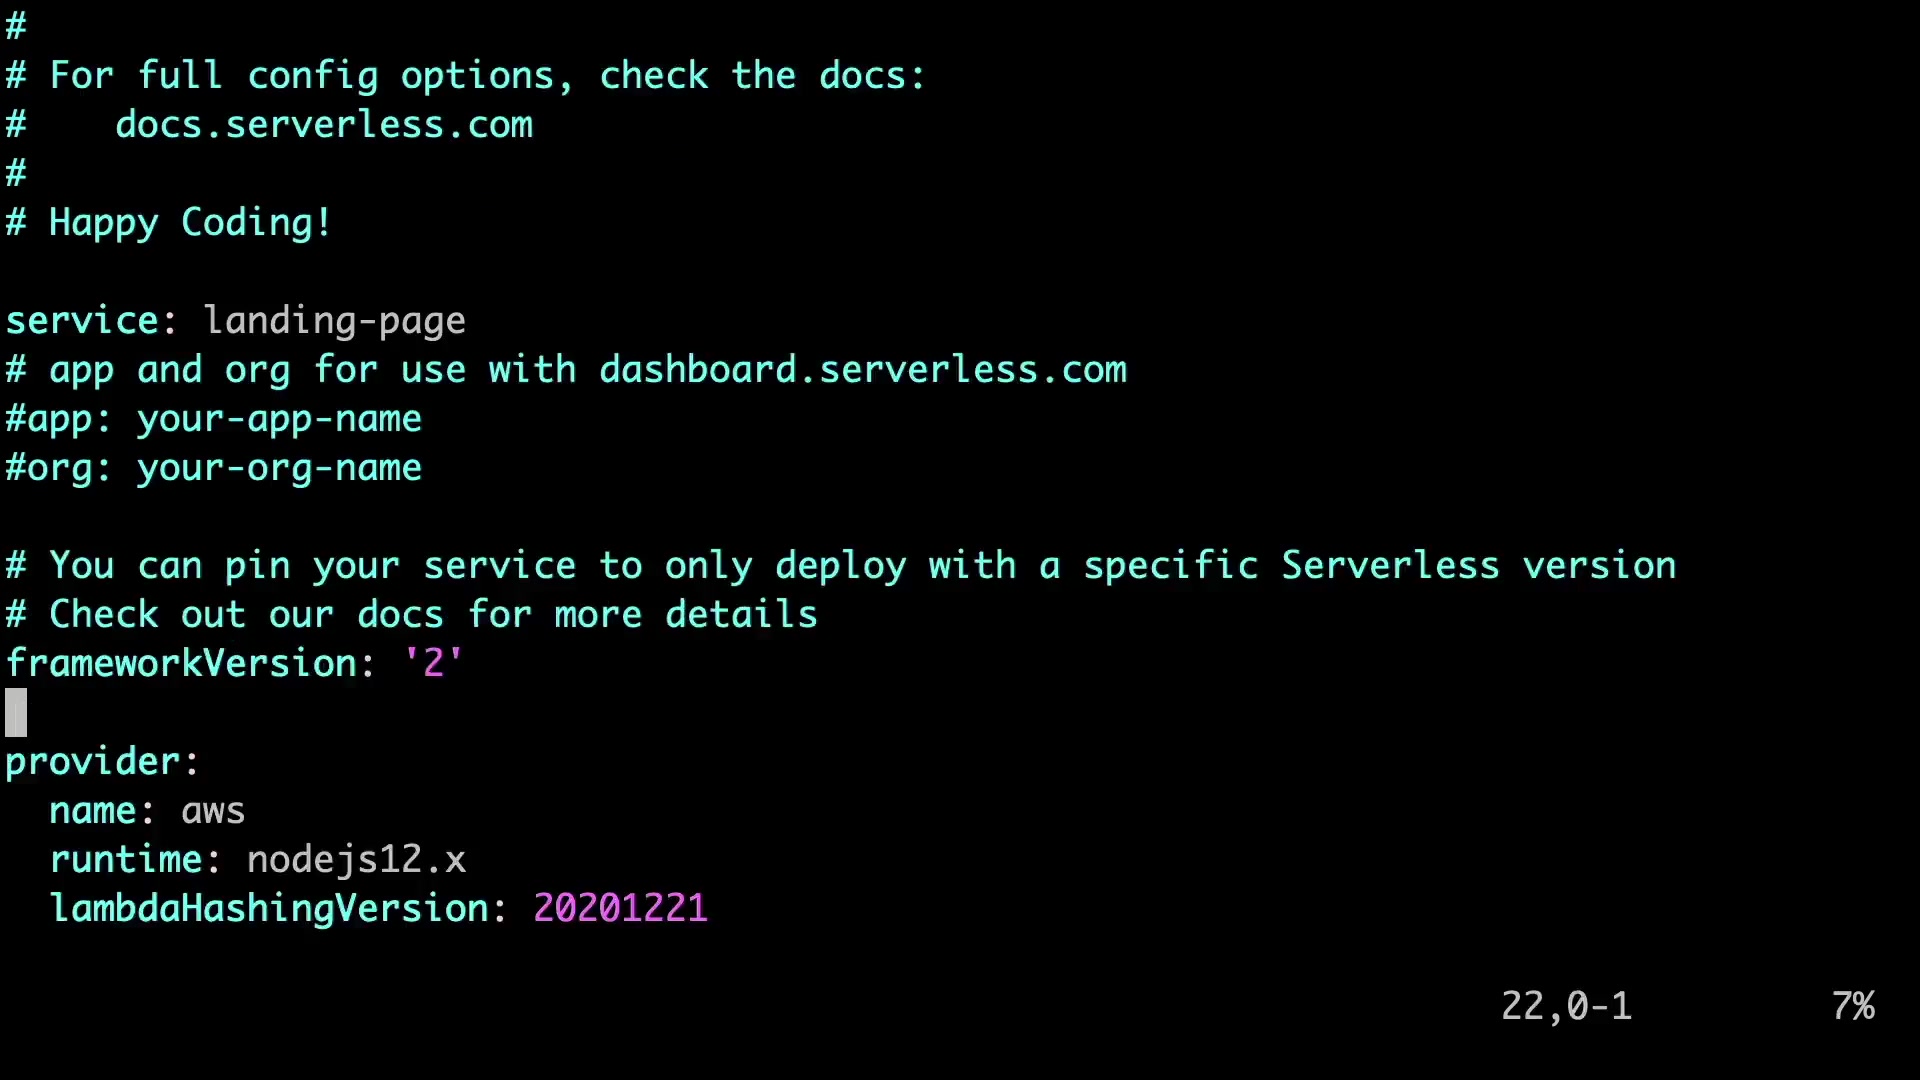 #
# For full config options, check the docs:
#    docs.serverless.com
#
# Happy Coding!
service: landing-page
# app and org for use with dashboard.serverless.com
#app: your-app-name
#org: your-org-name
# You can pin your service to only deploy with a specific Serverless version
# Check out our docs for more details
frameworkVersion: '2'
provider:
  name: aws
  runtime: nodejs12.x
  lambdaHashingVersion: 20201221
22,0-1 7%